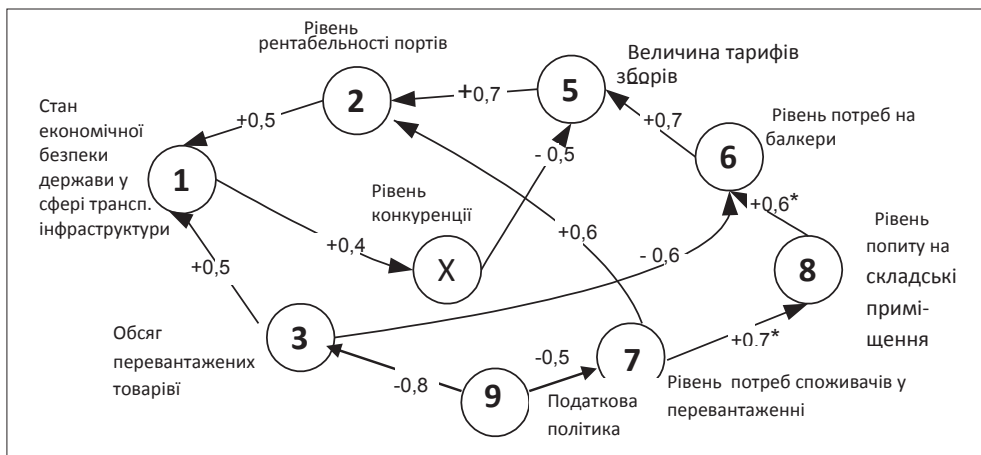 Рівень
рентабельності портів
2
+0,7
5
Величина тарифів
зборів
Стан
економічної
безпеки
держави у
сфері трансп.
інфраструктури
+0,5
1
- 0,5
+0,7
6
Рівень потреб на
балкери
Рівень
конкуренції
+0,4
X
+0,6
- 0,6
+0,6*
8
Рівень
попиту на
складські
примі-
щення
+0,5
3
Обсяг
перевантажених
товарівї
-0,8
9
-0,5
7
+0,7*
Податкова
політика
Рівень потреб споживачів у
перевантаженні